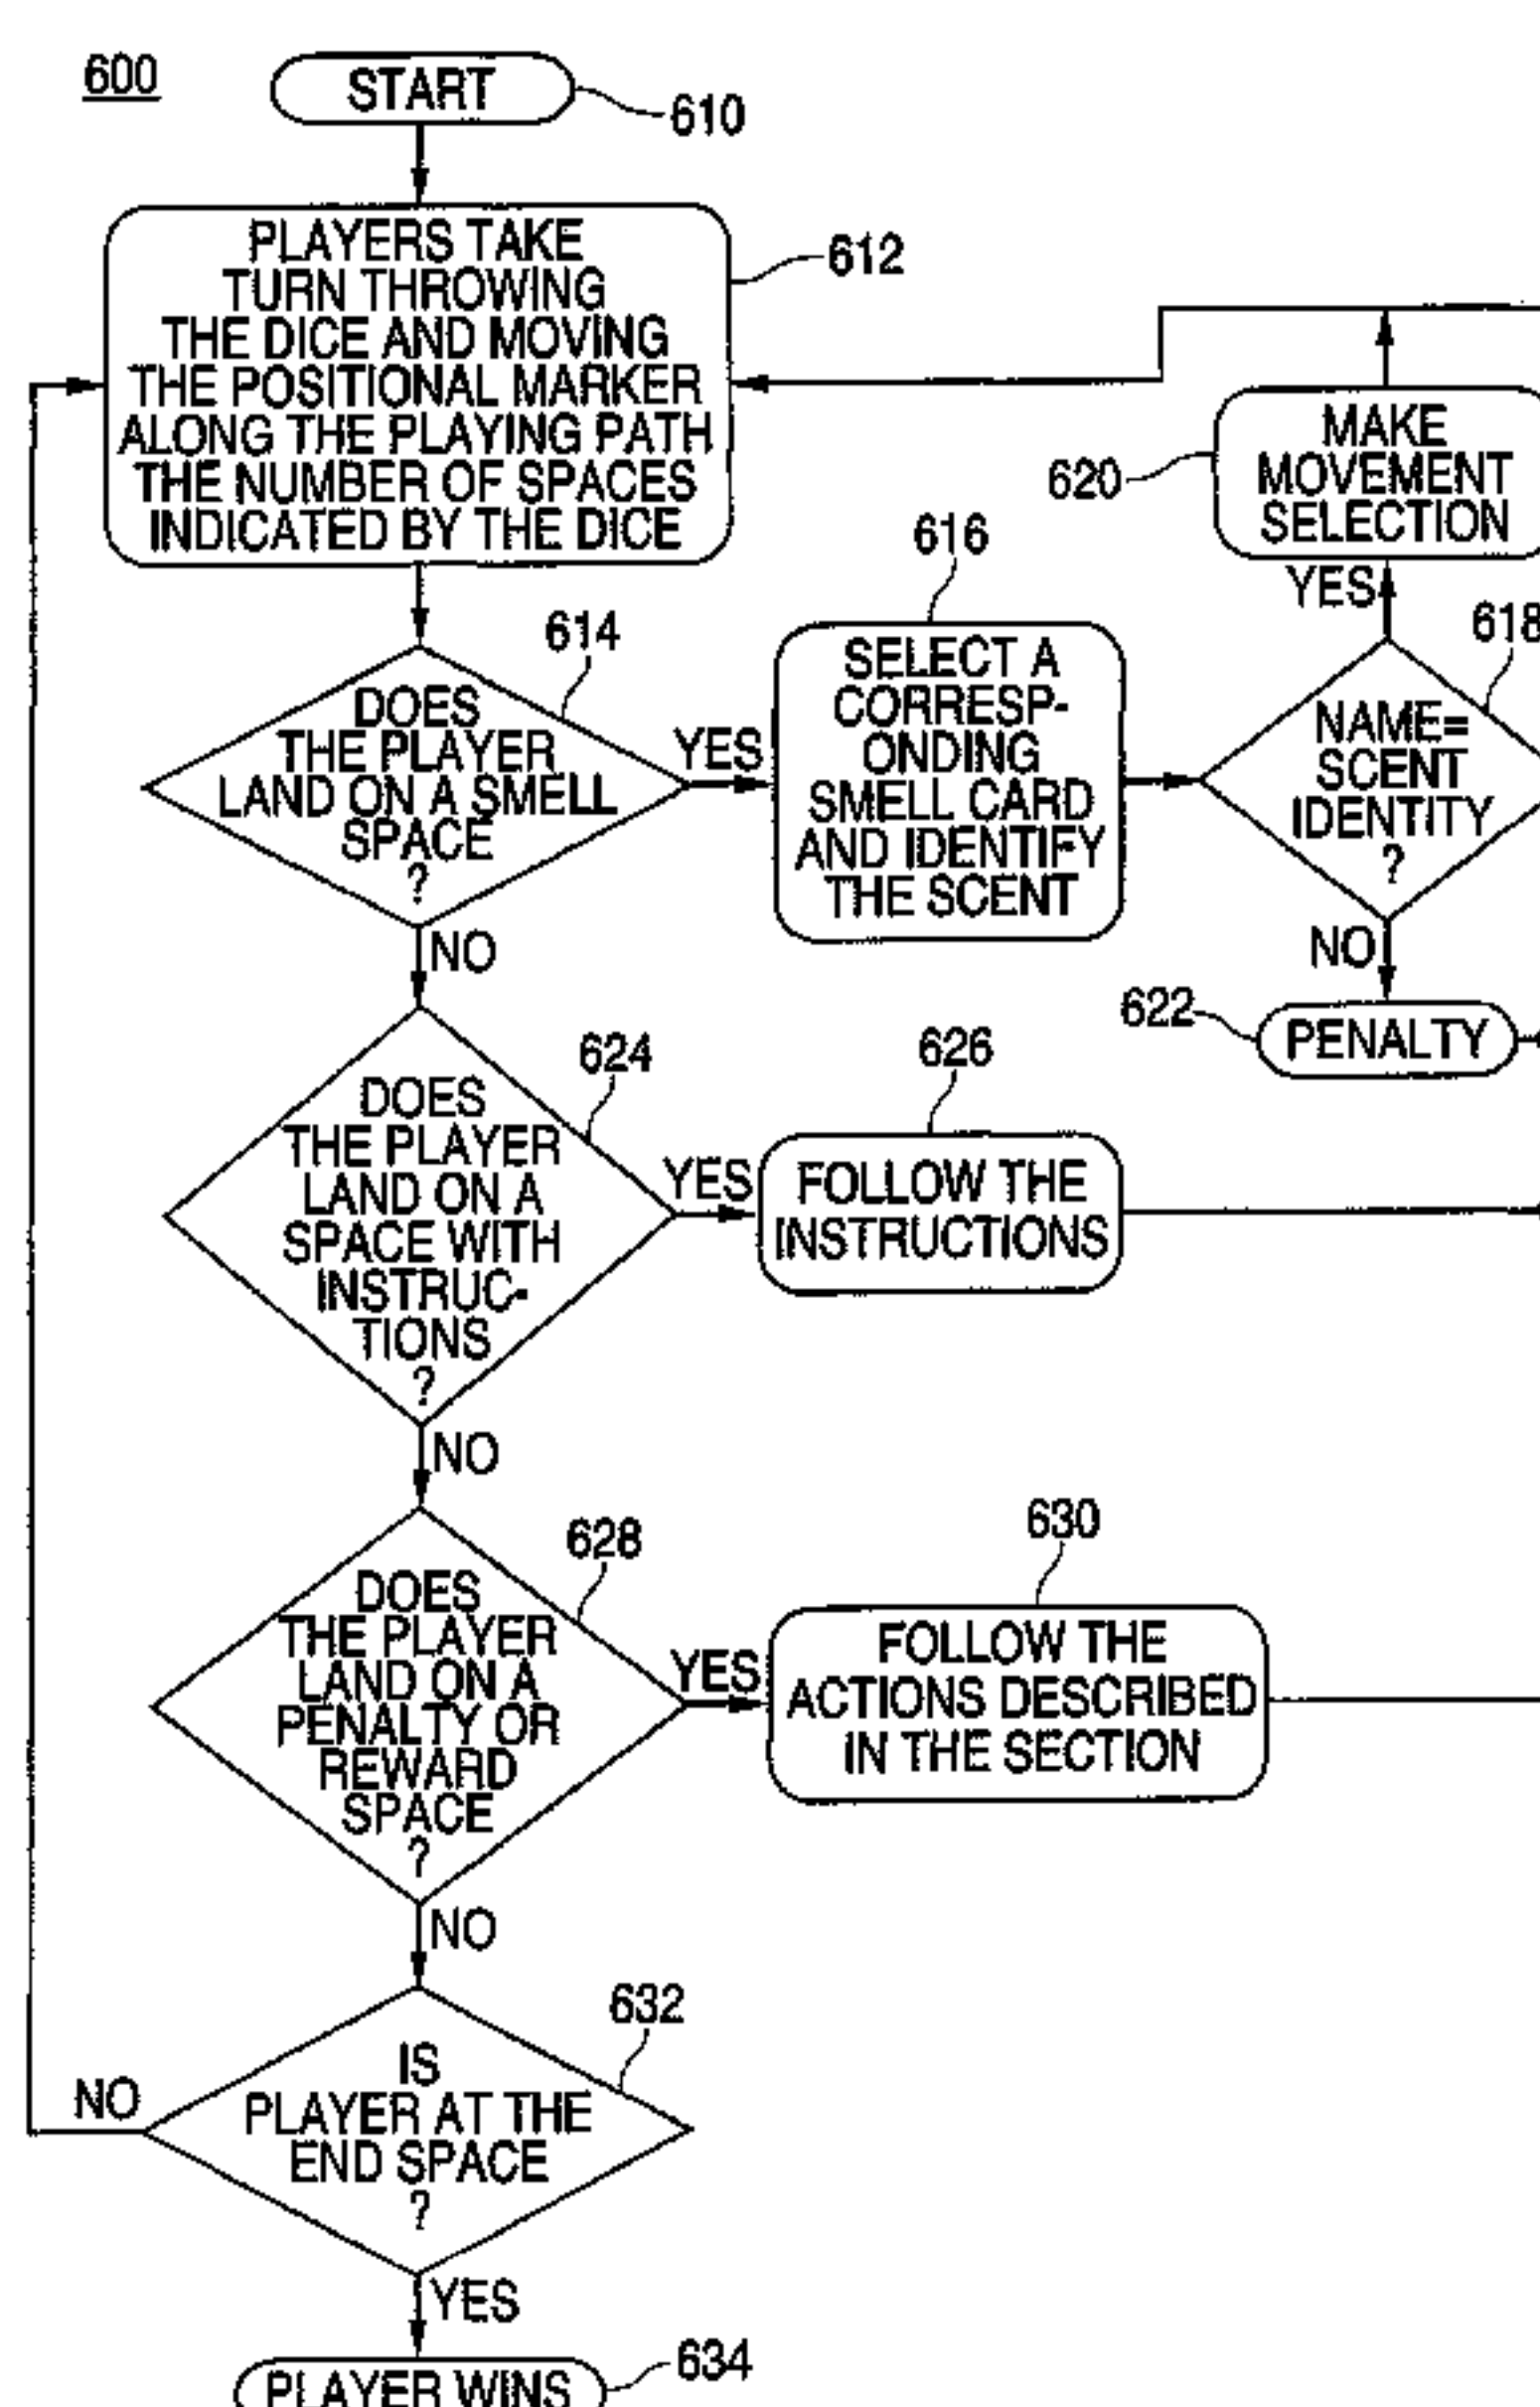 600
START
610
PLAYERS TAKE
TURN THROWING
THE DICE AND MOVING
THE POSITIONAL MARKER
ALONG THE PLAYING PATH
THE NUMBER OF SPACES
INDICATED BY THE DICE
612
MAKE
MOVEMENT
SELECTION
620
YES
614
DOES
THE PLAYER
LAND ON A SMELL
SPACE
?
YES
616
SELECT A
CORRESP-
ONDING
SMELL CARD
AND IDENTIFY
THE SCENT
618
NAME=
SCENT
IDENTITY
?
NO
622
PENALTY
NO
624
DOES
THE PLAYER
LAND ON A
SPACE WITH
INSTRUC-
TIONS
?
YES
626
FOLLOW THE
INSTRUCTIONS
NO
628
DOES
THE PLAYER
LAND ON A
PENALTY OR
REWARD
SPACE
?
YES
630
FOLLOW THE
ACTIONS DESCRIBED
IN THE SECTION
NO
632
IS
PLAYER AT THE
END SPACE
?
NO
YES
PLAYER WINS
634